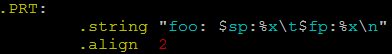 .PRT:
        .string "foo: $sp:%x\t$fp:%x\n"
        .align  2